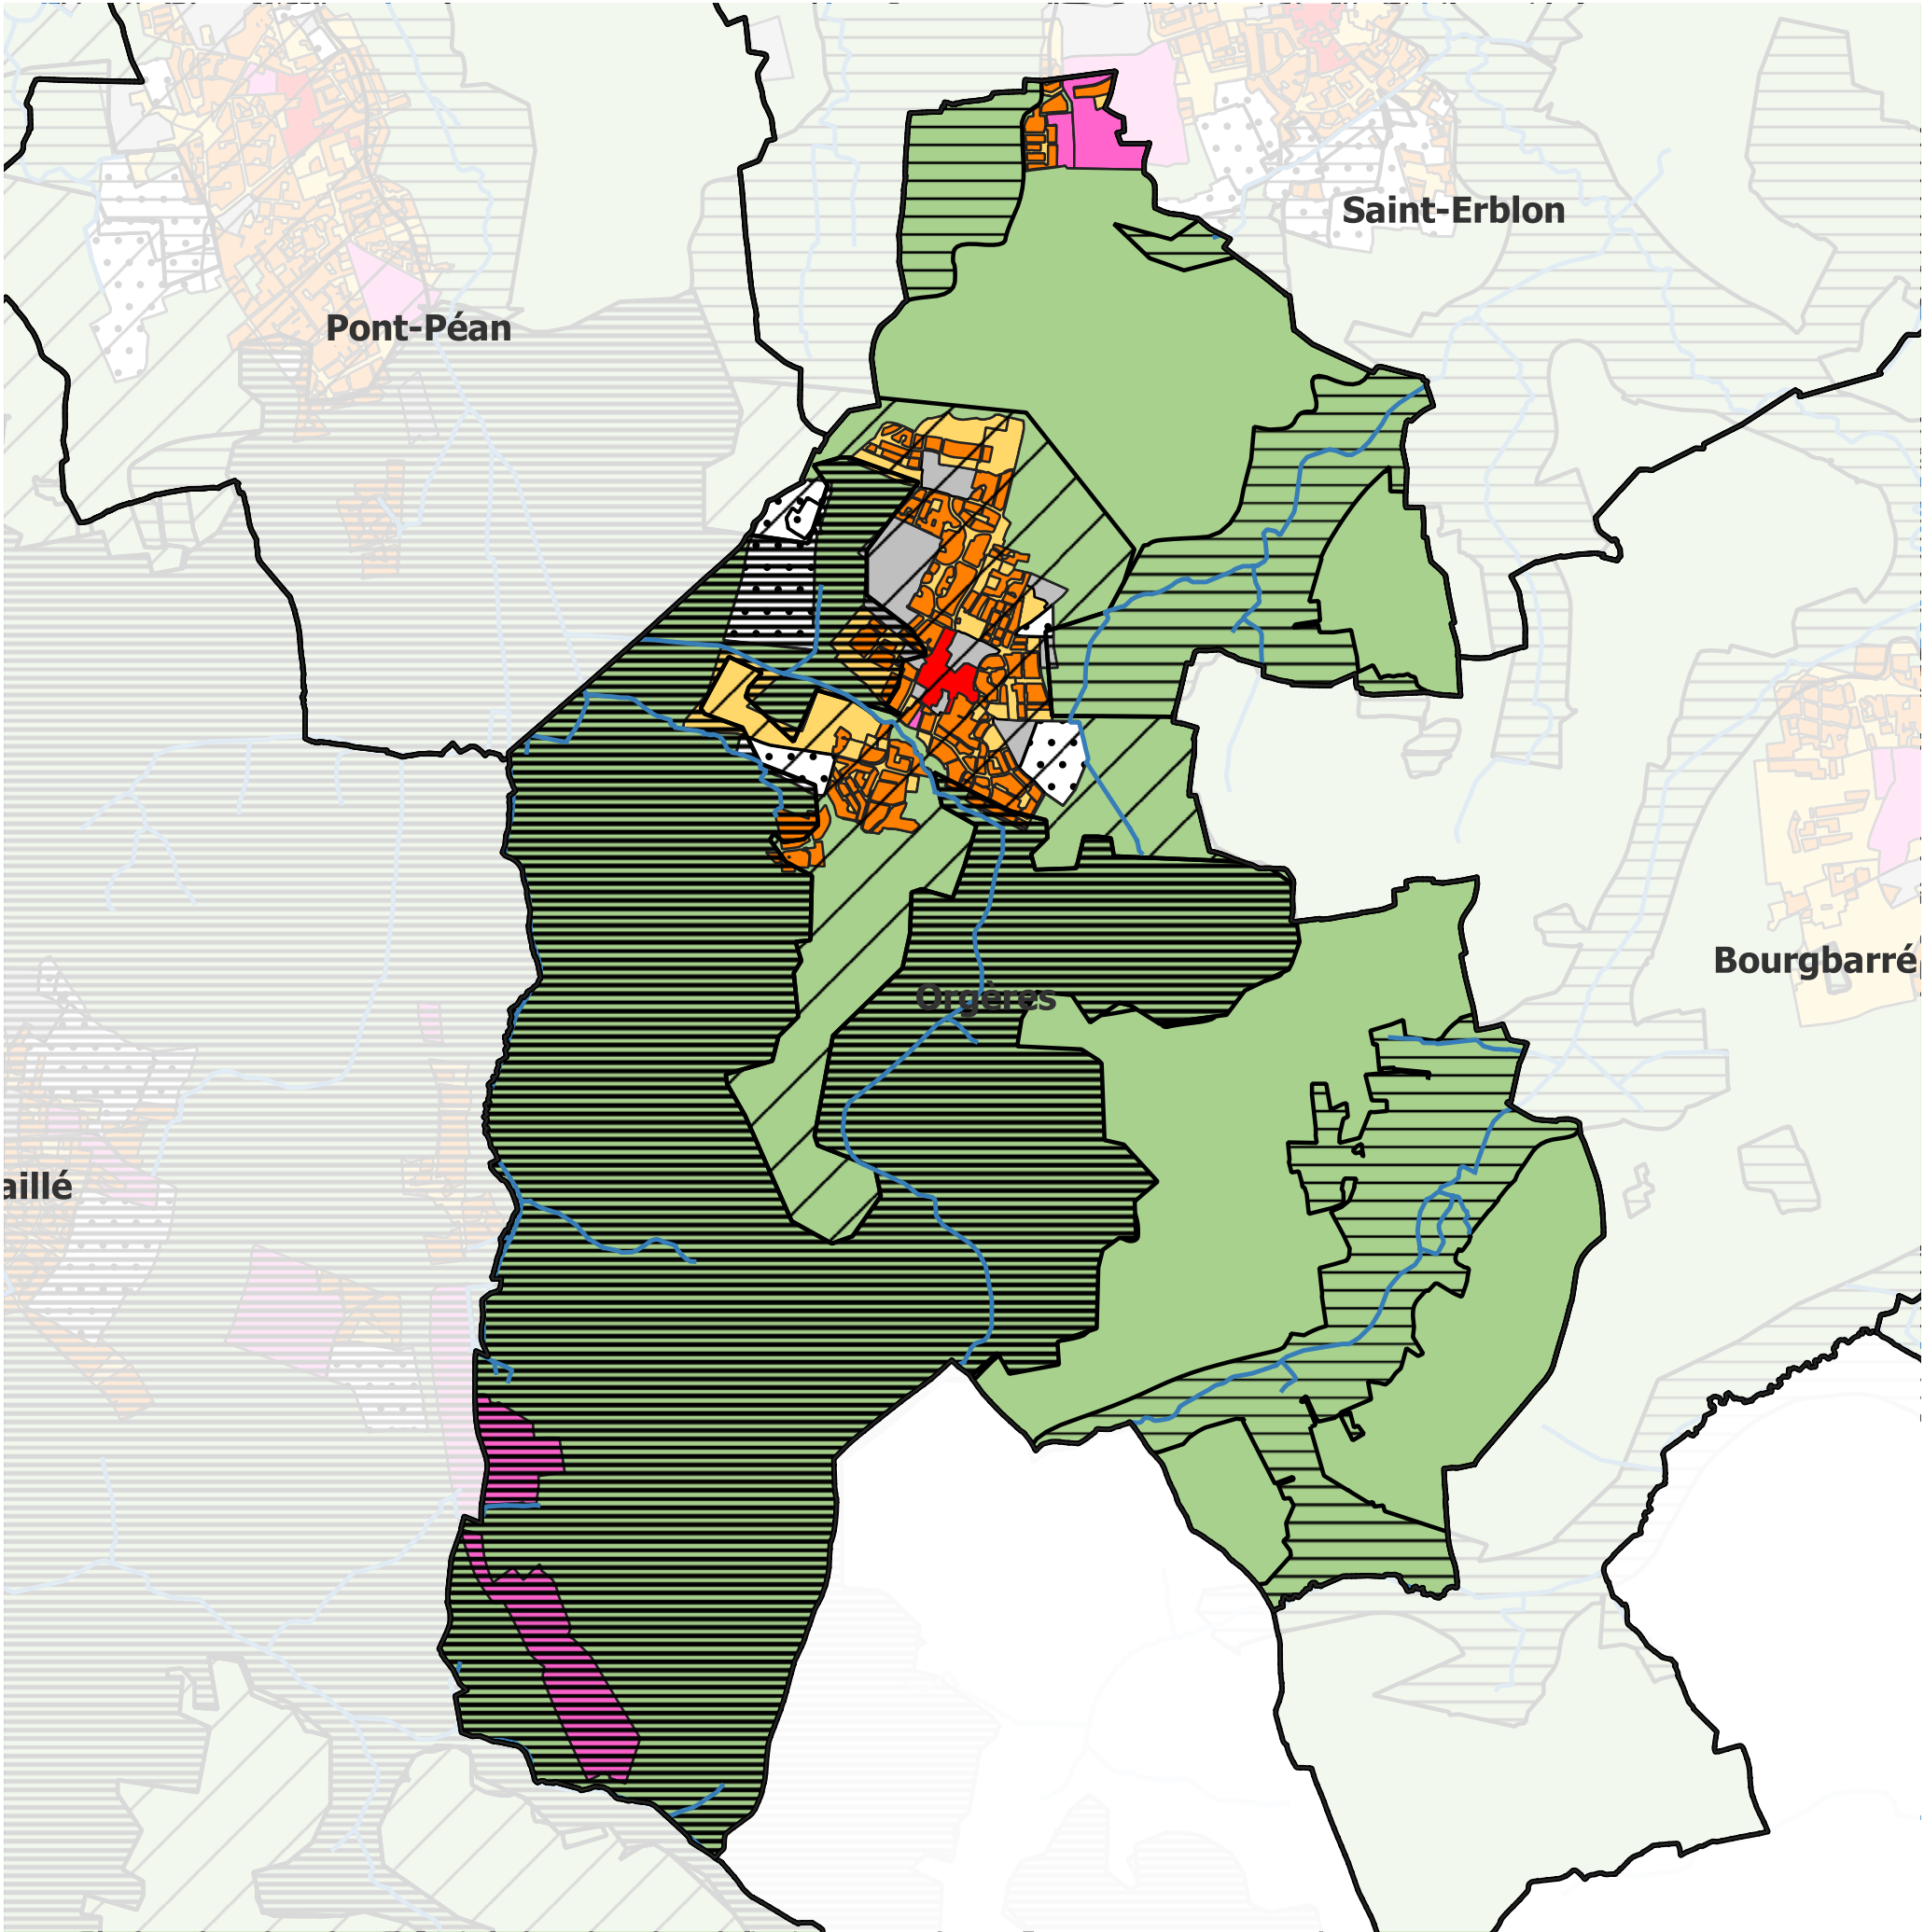 Saint-Erblon
Pont-Péan
Bourgbarré
Orgères
aillé